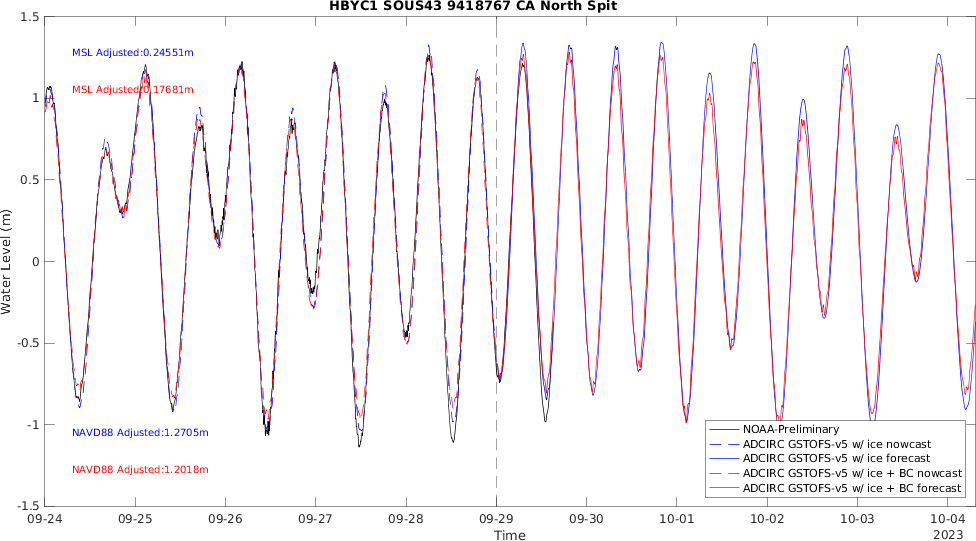 HBYC1 SOUS43 9418767 CA North Spit
1.5
MSL Adjusted:0.24551m
MSL Adjusted:0.17681m
1
0.5
0
Water Level (m)
-0.5
-1
NAVD88 Adjusted:1.2705m
NAVD88 Adjusted:1.2018m
NOAA-Preliminary
ADCIRC GSTOFS-v5 w/ ice nowcast
ADCIRC GSTOFS-v5 w/ ice forecast
ADCIRC GSTOFS-v5 w/ ice + BC nowcast
ADCIRC GSTOFS-v5 w/ ice + BC forecast
-1.5
09-24 09-25 09-26 09-27 09-28 09-29 09-30 10-01 10-02 10-03 10-04
Time 2023